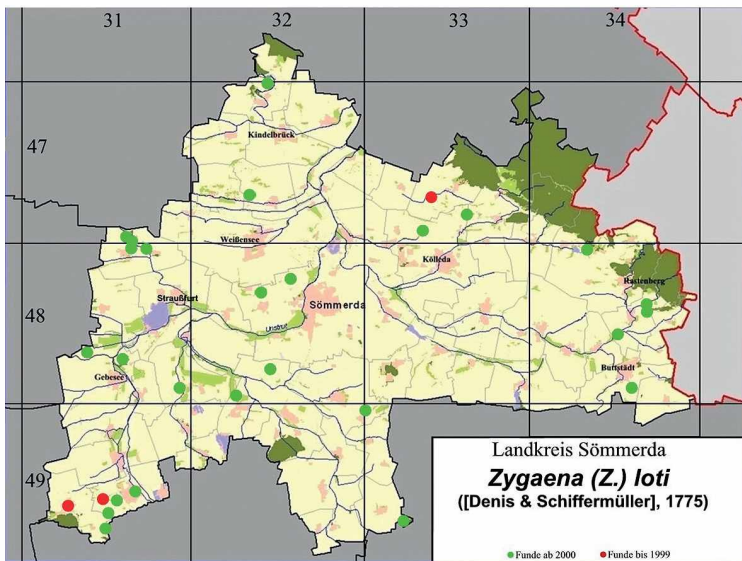 31 32 33 34
47
Kindelbrück
Weißensee
Kölleda
48
Rastenberg
Straußfurt
Sömmerda
Unstrut
Buttstädt
Gebesee
49
Landkreis Sömmerda
Zygaena (Z.) loti
([Denis & Schiffermüller], 1775)
Funde ab 2000 Funde bis 1999